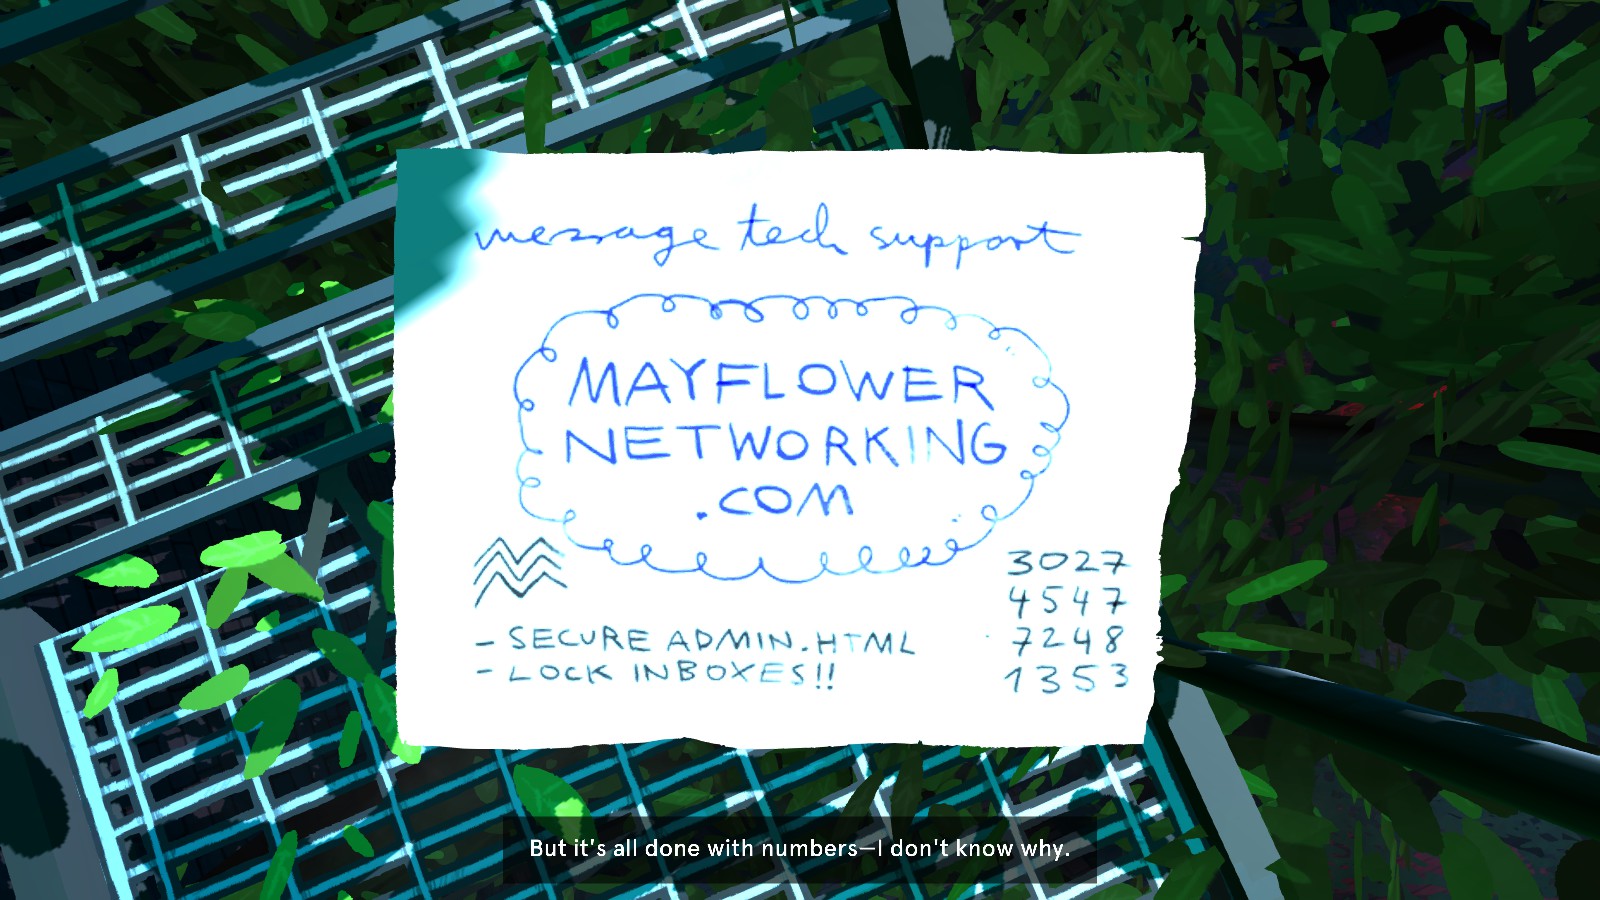 message tech support
MAYFLOWER
NETWORKING
.COM
3027
4547
7248
1353
- SECURE ADMIN.HTML
- LOCK INBOXES!!
But it's all done with numbers—I don't know why.